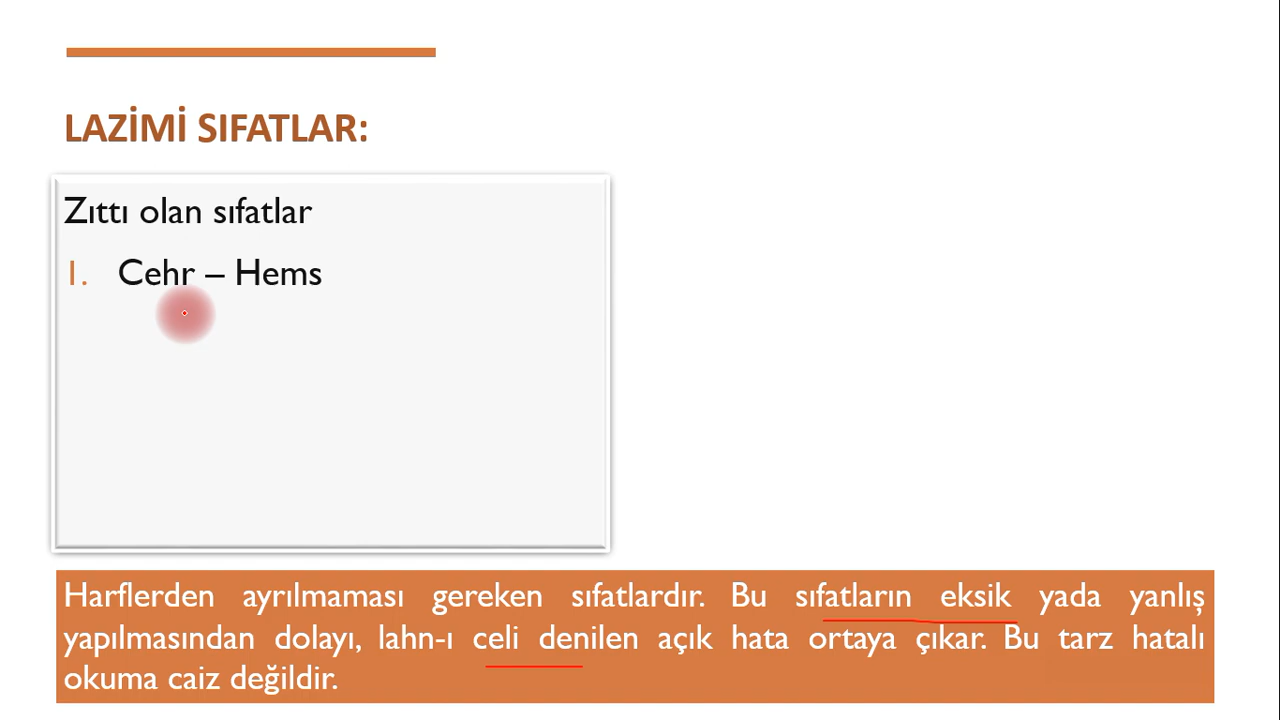 LAZİMİ SIFATLAR:
Zıttı olan sıfatlar
1. Cehr – Hems
Harflerden ayrılmaması gereken sıfatlardır. Bu sıfatların eksik yada yanlış
yapılmasından dolayı, lahn-ı celi denilen açık hata ortaya çıkar. Bu tarz hatalı
okuma caiz değildir.